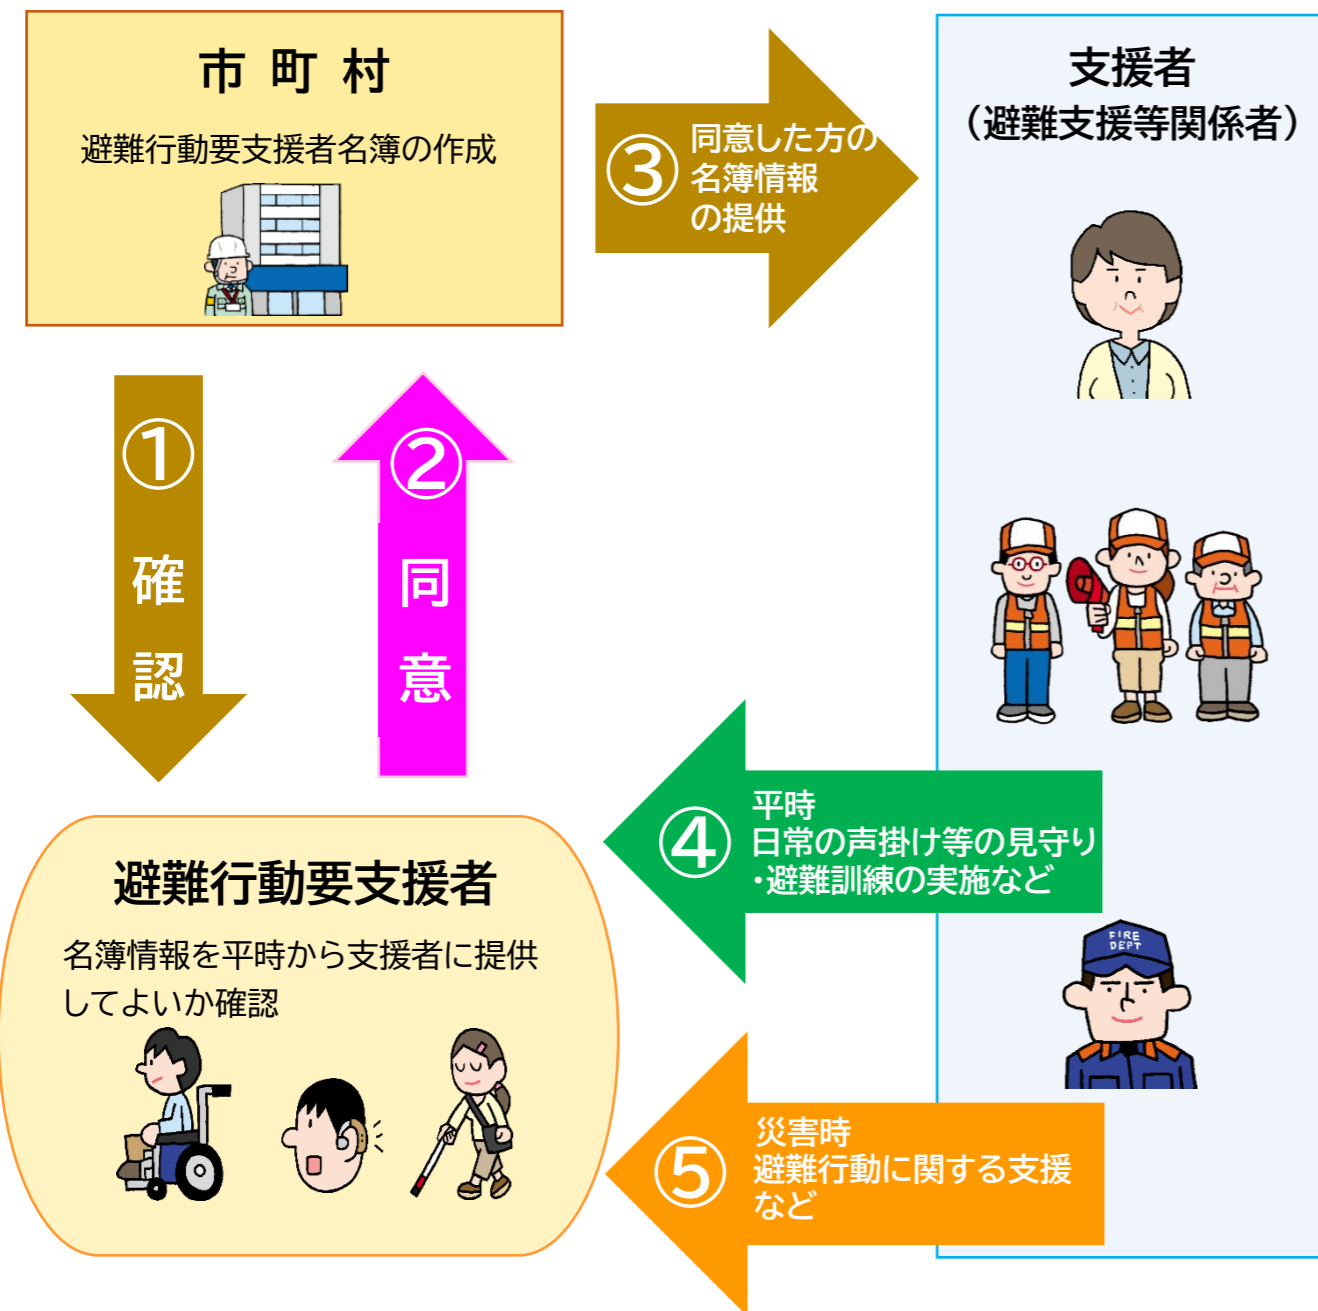 市 町 村
避難行動要支援者名簿の作成
③
同意した方の
名簿情報
の提供
支援者
（避難支援等関係者）
①
確
認
②
同
意
避難行動要支援者
名簿情報を平時から支援者に提供
してよいか確認
④
平時
日常の声掛け等の見守り
・避難訓練の実施など
FIRE
DEPT
⑤
災害時
避難行動に関する支援
など